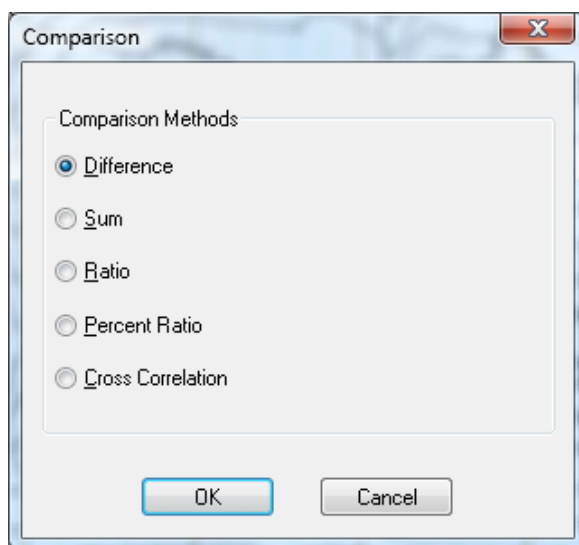 Comparison
Comparison Methods
Difference
Sum
Ratio
Percent Ratio
Cross Correlation
OK Cancel